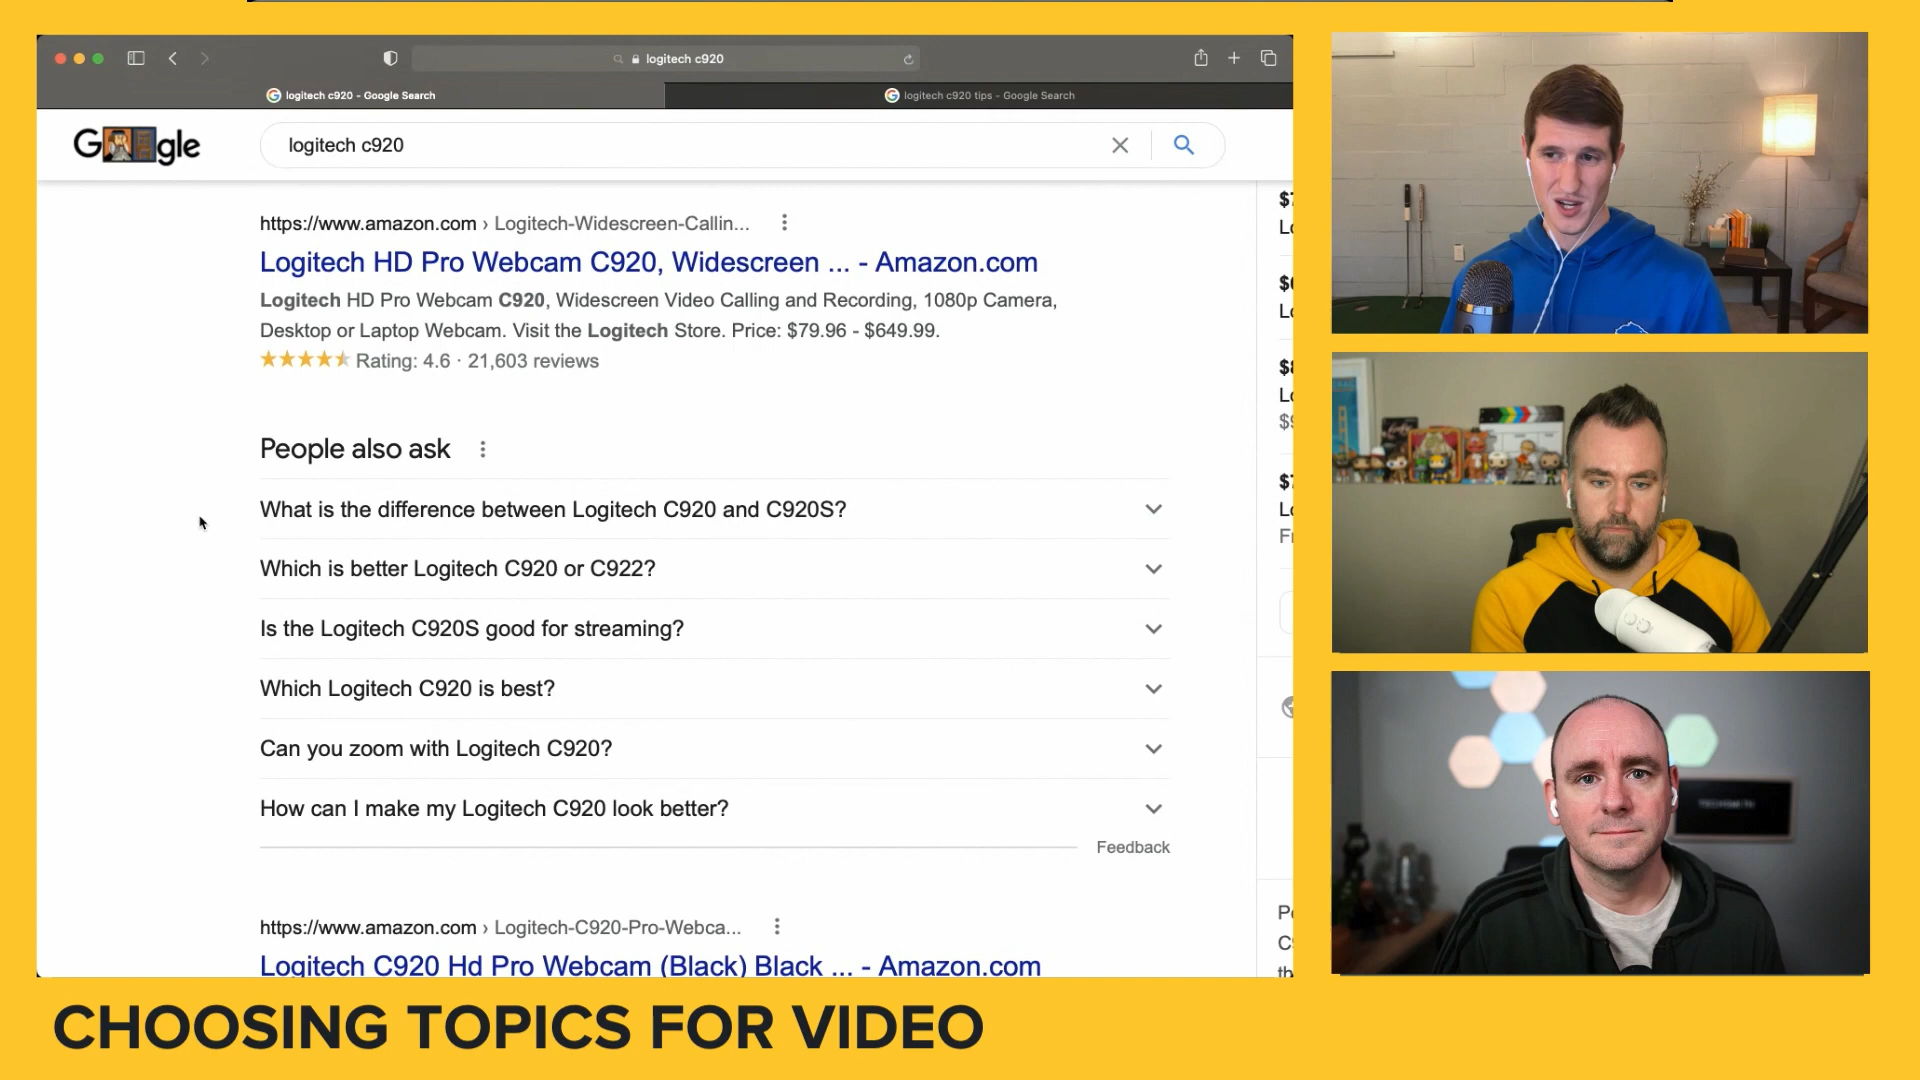 logitech c920
logitech c920 - Google Search
logitech c920 tips - Google Search
G gle
logitech c920
https://www.amazon.com › Logitech-Widescreen-Callin...
Logitech HD Pro Webcam C920, Widescreen ... - Amazon.com
Logitech HD Pro Webcam C920, Widescreen Video Calling and Recording, 1080p Camera,
Desktop or Laptop Webcam. Visit the Logitech Store. Price: $79.96 - $649.99.
Rating: 4.6 · 21,603 reviews
People also ask
What is the difference between Logitech C920 and C920S?
Which is better Logitech C920 or C922?
Is the Logitech C920S good for streaming?
Which Logitech C920 is best?
Can you zoom with Logitech C920?
How can I make my Logitech C920 look better?
Feedback
https://www.amazon.com › Logitech-C920-Pro-Webca...
Logitech C920 Hd Pro Webcam (Black) Black ... - Amazon.com
CHOOSING TOPICS FOR VIDEO